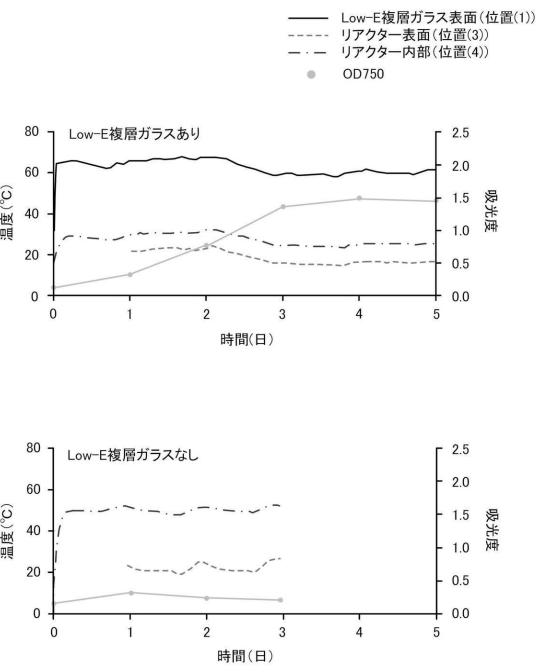 Low-E複層ガラス表面(位置(1))
リアクター表面(位置(3))
リアクター内部(位置(4))
OD750
Low-E複層ガラスあり
80
60
40
20
0
温度(℃)
2.5
2.0
1.5
1.0
0.5
0.0
吸光度
0 1 2 3 4 5
時間(日)
Low-E複層ガラスなし
80
60
40
20
0
温度(℃)
2.5
2.0
1.5
1.0
0.5
0.0
吸光度
0 1 2 3 4 5
時間(日)